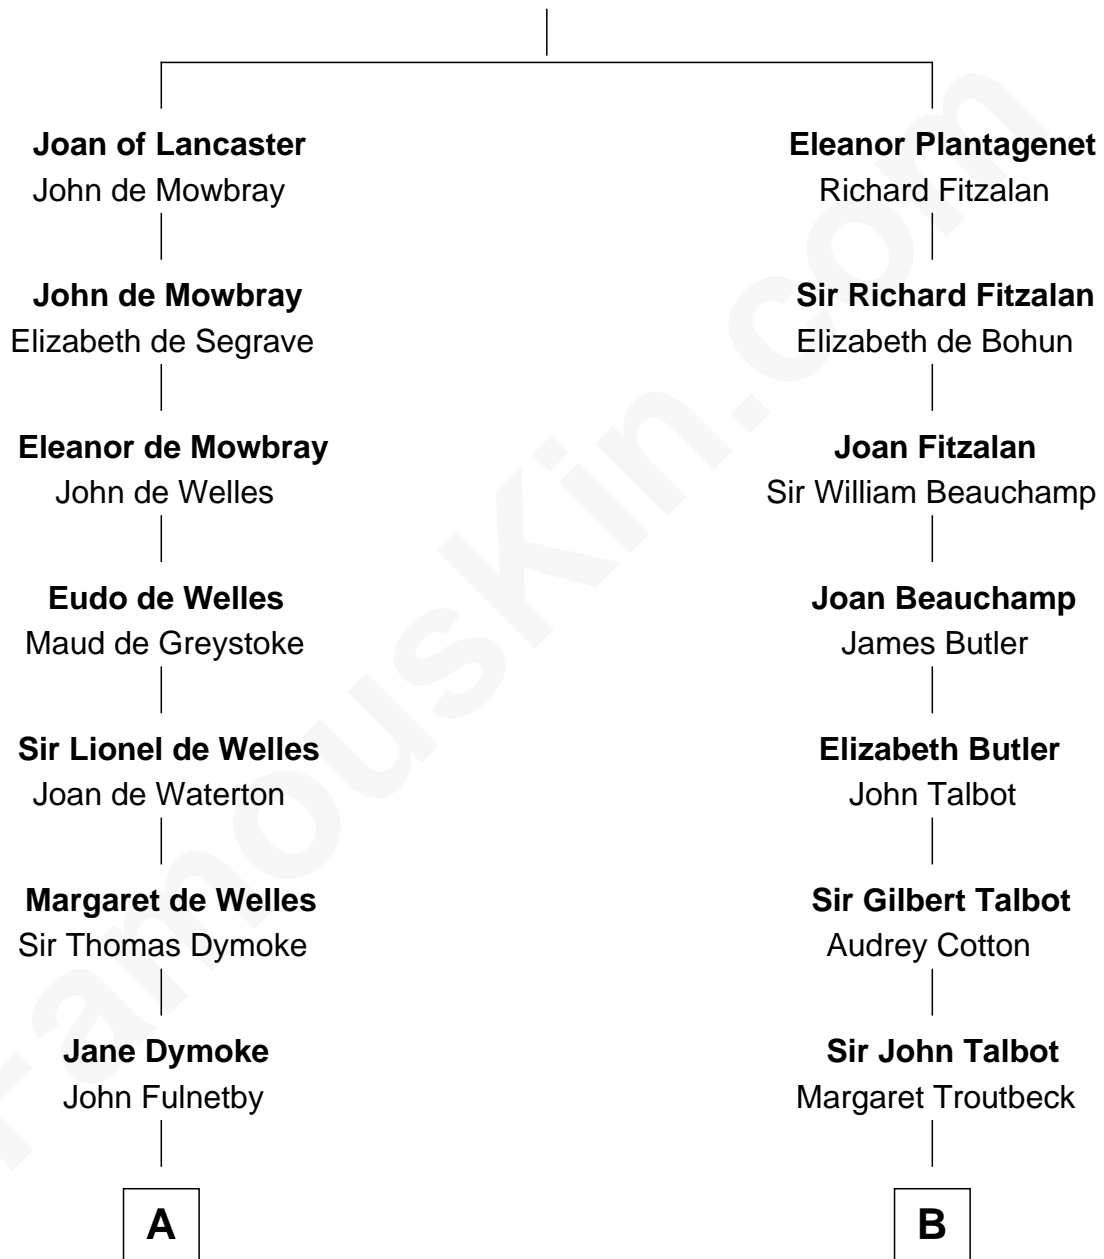 Joan of Lancaster
John de Mowbray
Eleanor Plantagenet
Richard Fitzalan
John de Mowbray
Elizabeth de Segrave
Sir Richard Fitzalan
Elizabeth de Bohun
Eleanor de Mowbray
John de Welles
Joan Fitzalan
Sir William Beauchamp
Eudo de Welles
Maud de Greystoke
Joan Beauchamp
James Butler
Sir Lionel de Welles
Joan de Waterton
Elizabeth Butler
John Talbot
Margaret de Welles
Sir Thomas Dymoke
Sir Gilbert Talbot
Audrey Cotton
Jane Dymoke
John Fulnetby
Sir John Talbot
Margaret Troutbeck
A
B
FamousKin.com